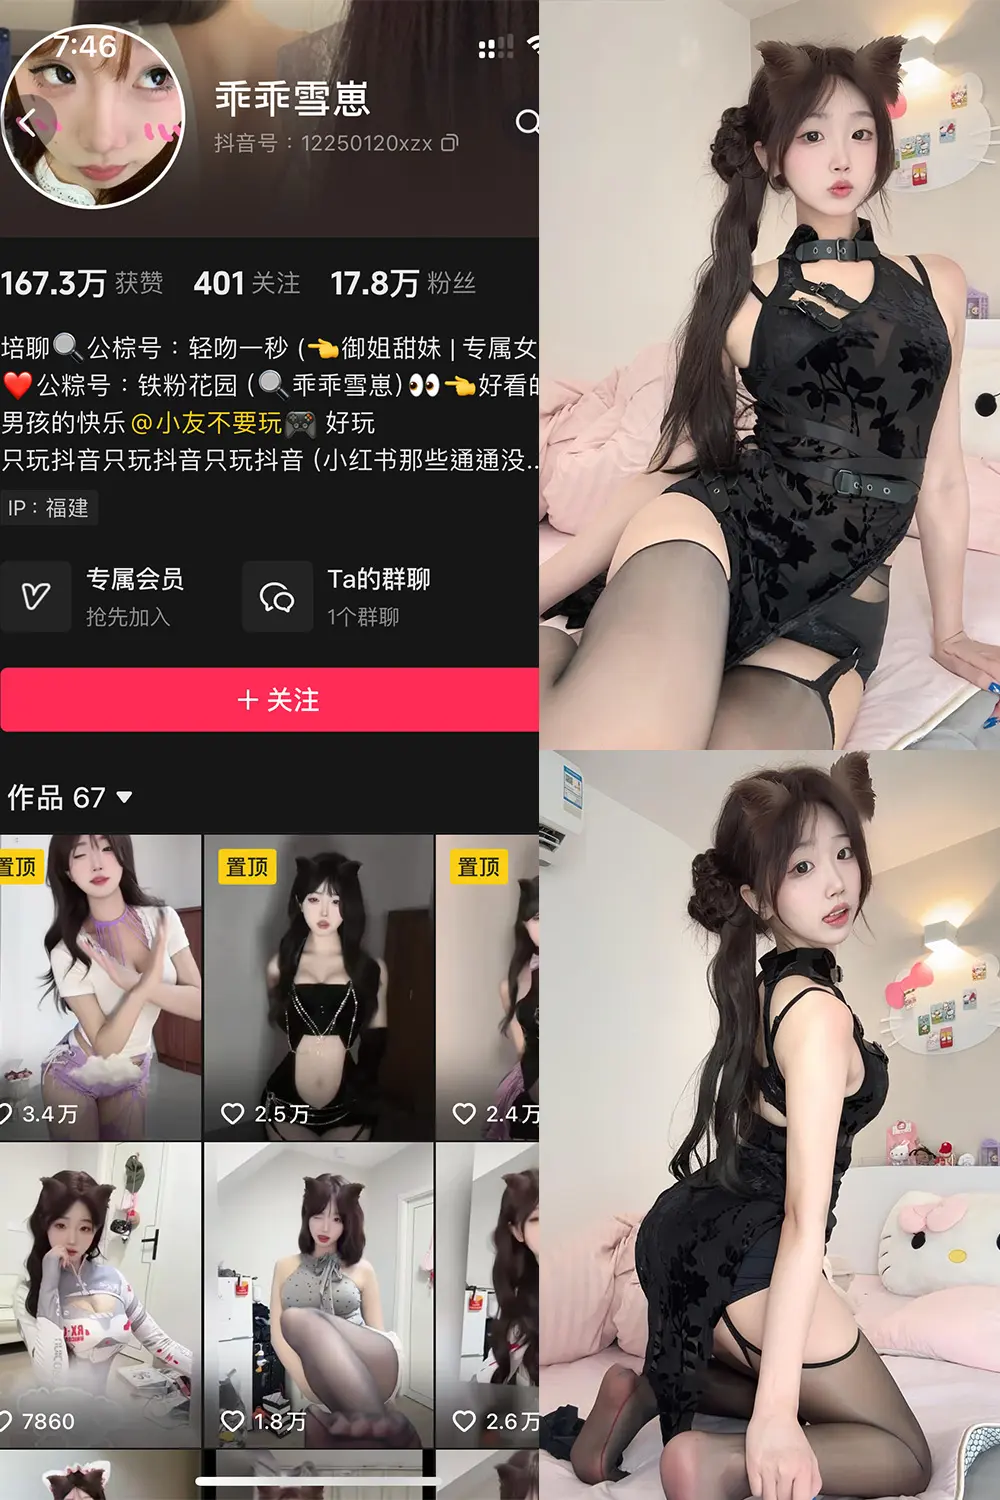 7:46
乖乖雪崽
抖音号：12250120xzx
167.3万 获赞 401 关注 17.8万 粉丝
培聊🔍公棕号：轻吻一秒 (👈御姐甜妹 | 专属女
❤️公粽号：铁粉花园 (🔍乖乖雪崽)👀👈好看的
男孩的快乐 @小友不要玩🎮 好玩
只玩抖音只玩抖音只玩抖音 (小红书那些通通没...
IP：福建
专属会员
抢先加入
Ta的群聊
1个群聊
+ 关注
作品 67
置顶 置顶 置顶
3.4万 2.5万 2.4万
7860 1.8万 2.6万